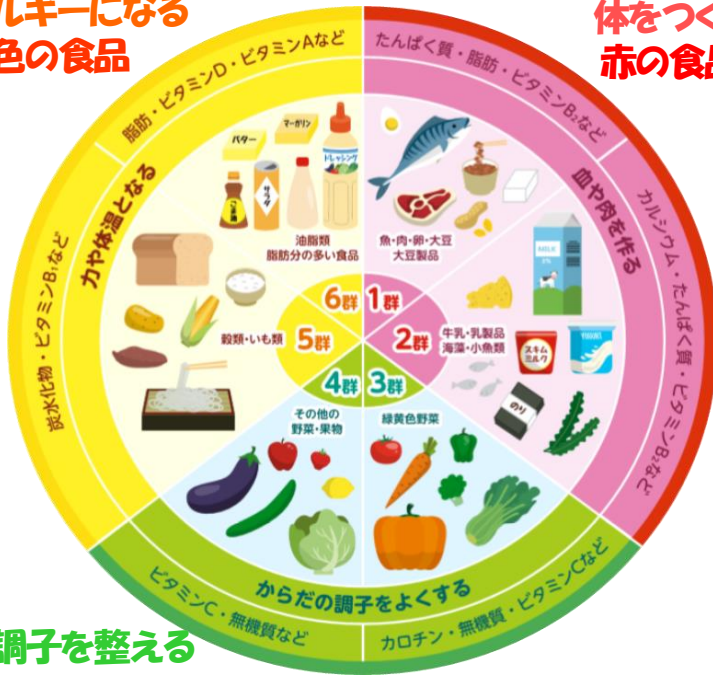 ルギーになる
色の食品
体をつく
赤の食品
脂肪・ビタミンD・ビタミンAなど
たんぱく質・脂肪・ビタミンB₂など
力や体温となる
血や肉を作る
炭水化物・ビタミンB₁など
カルシウム・たんぱく質・ビタミンB₂など
バター
マーガリン
ドレッシング
ごま油
サラダ
油脂類
脂肪分の多い食品
魚・肉・卵・大豆
大豆製品
MILK
6群
1群
穀類・いも類
5群
2群
牛乳・乳製品
海藻・小魚類
スキム
ミルク
YOGURT
のり
4群
3群
その他の
野菜・果物
緑黄色野菜
からだの調子をよくする
ビタミンC・無機質など
カロチン・無機質・ビタミンCなど
調子を整える